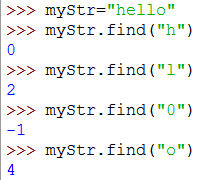 >>> myStr="hello"
>>> myStr.find("h")
0
>>> myStr.find("l")
2
>>> myStr.find("0")
-1
>>> myStr.find("o")
4